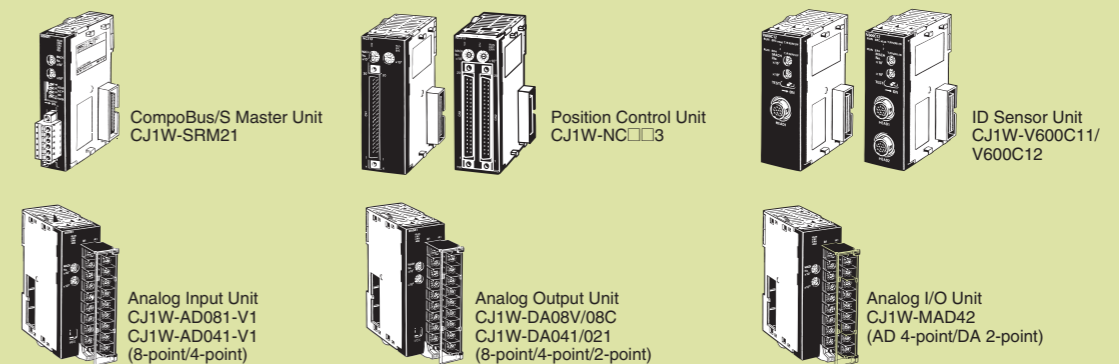 CompoBus/S Master Unit
CJ1W-SRM21
Position Control Unit
CJ1W-NC□□3
ID Sensor Unit
CJ1W-V600C11/
V600C12
Analog Input Unit
CJ1W-AD081-V1
CJ1W-AD041-V1
(8-point/4-point)
Analog Output Unit
CJ1W-DA08V/08C
CJ1W-DA041/021
(8-point/4-point/2-point)
Analog I/O Unit
CJ1W-MAD42
(AD 4-point/DA 2-point)